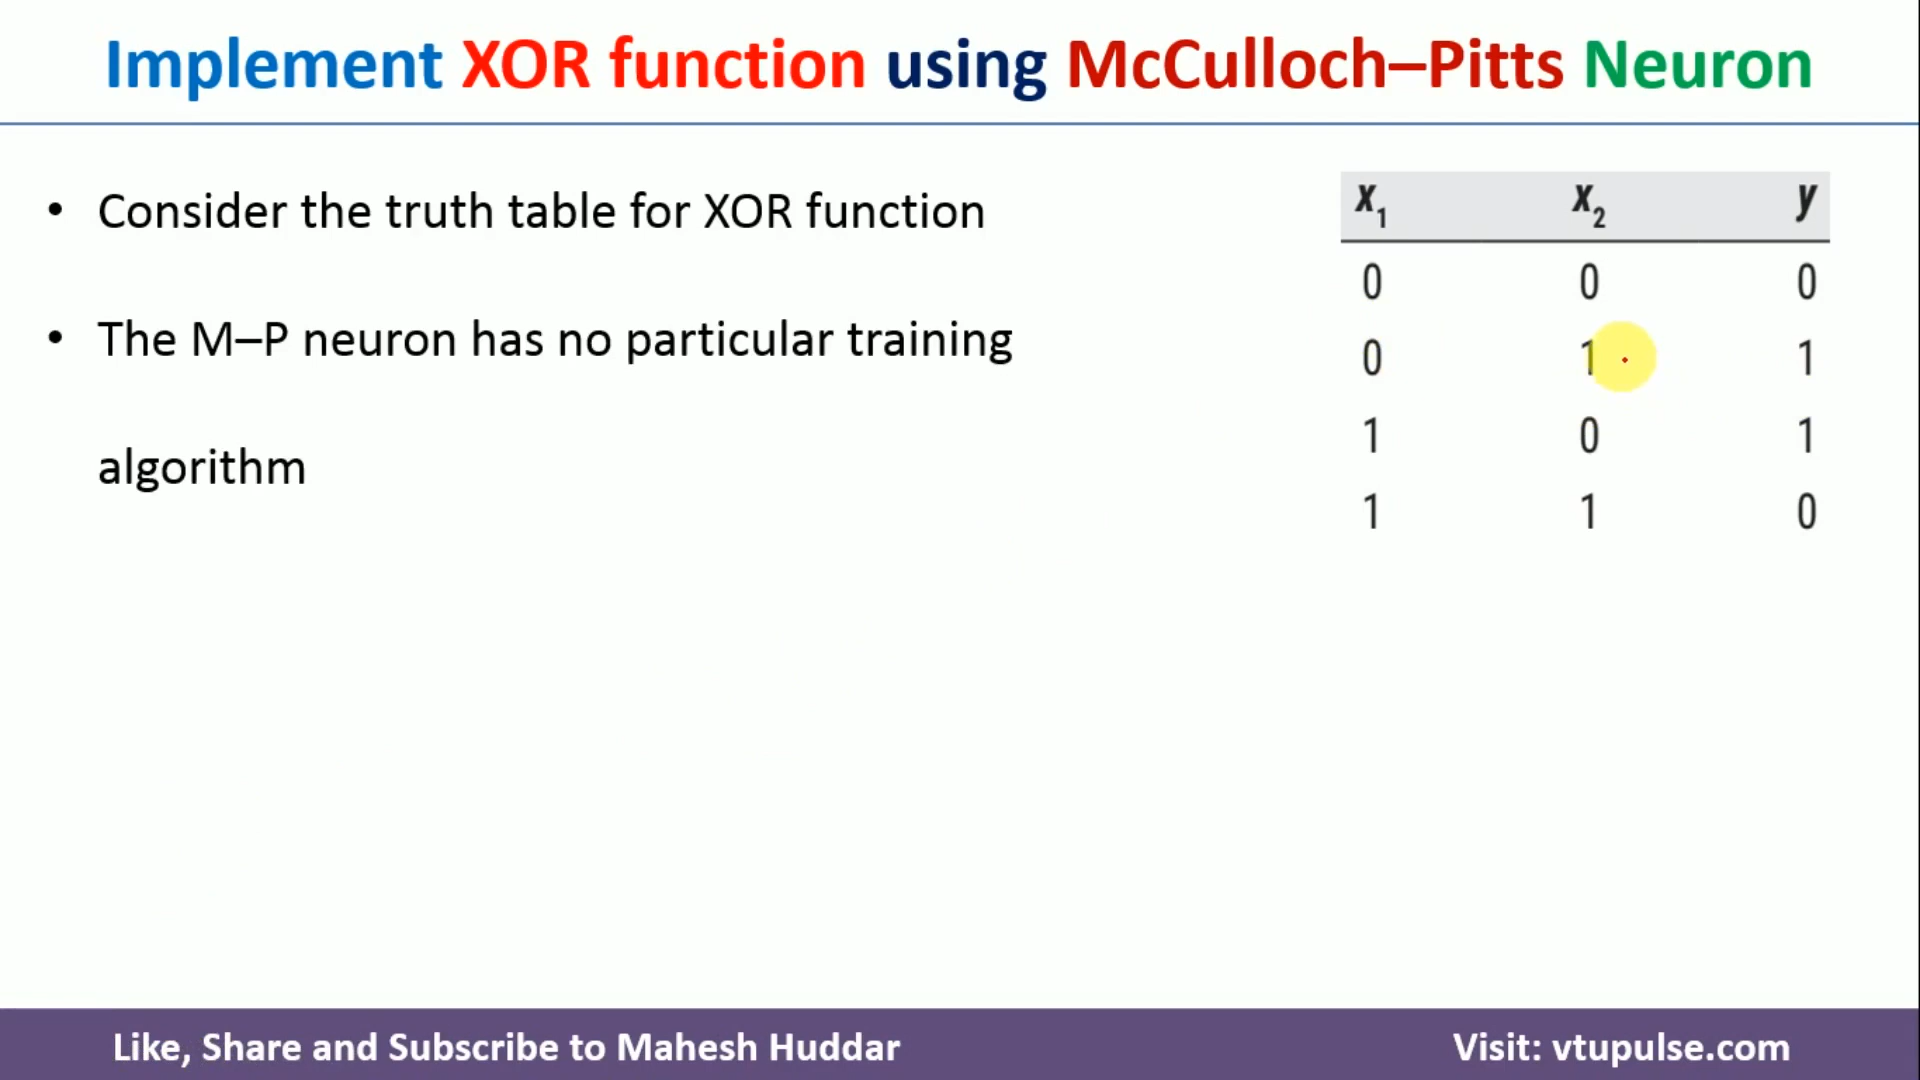 Implement XOR function using McCulloch–Pitts Neuron
• Consider the truth table for XOR function
• The M–P neuron has no particular training
algorithm
x₁ x₂ y
0 0 0
0 1 1
1 0 1
1 1 0
Like, Share and Subscribe to Mahesh Huddar
Visit: vtupulse.com